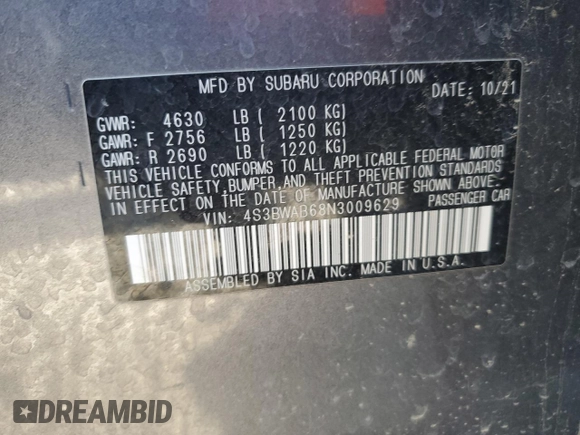 MFD BY SUBARU CORPORATION
DATE: 10/21
GVWR: 4630 LB ( 2100 KG)
GAWR: F 2756 LB ( 1250 KG)
GAWR: R 2690 LB ( 1220 KG)
THIS VEHICLE CONFORMS TO ALL APPLICABLE FEDERAL MOTOR
VEHICLE SAFETY,BUMPER,AND THEFT PREVENTION STANDARDS
IN EFFECT ON THE DATE OF MANUFACTURE SHOWN ABOVE.
VIN: 4S3BWAB68N3009629 PASSENGER CAR
ASSEMBLED BY SIA INC. MADE IN U.S.A.
DREAMBID